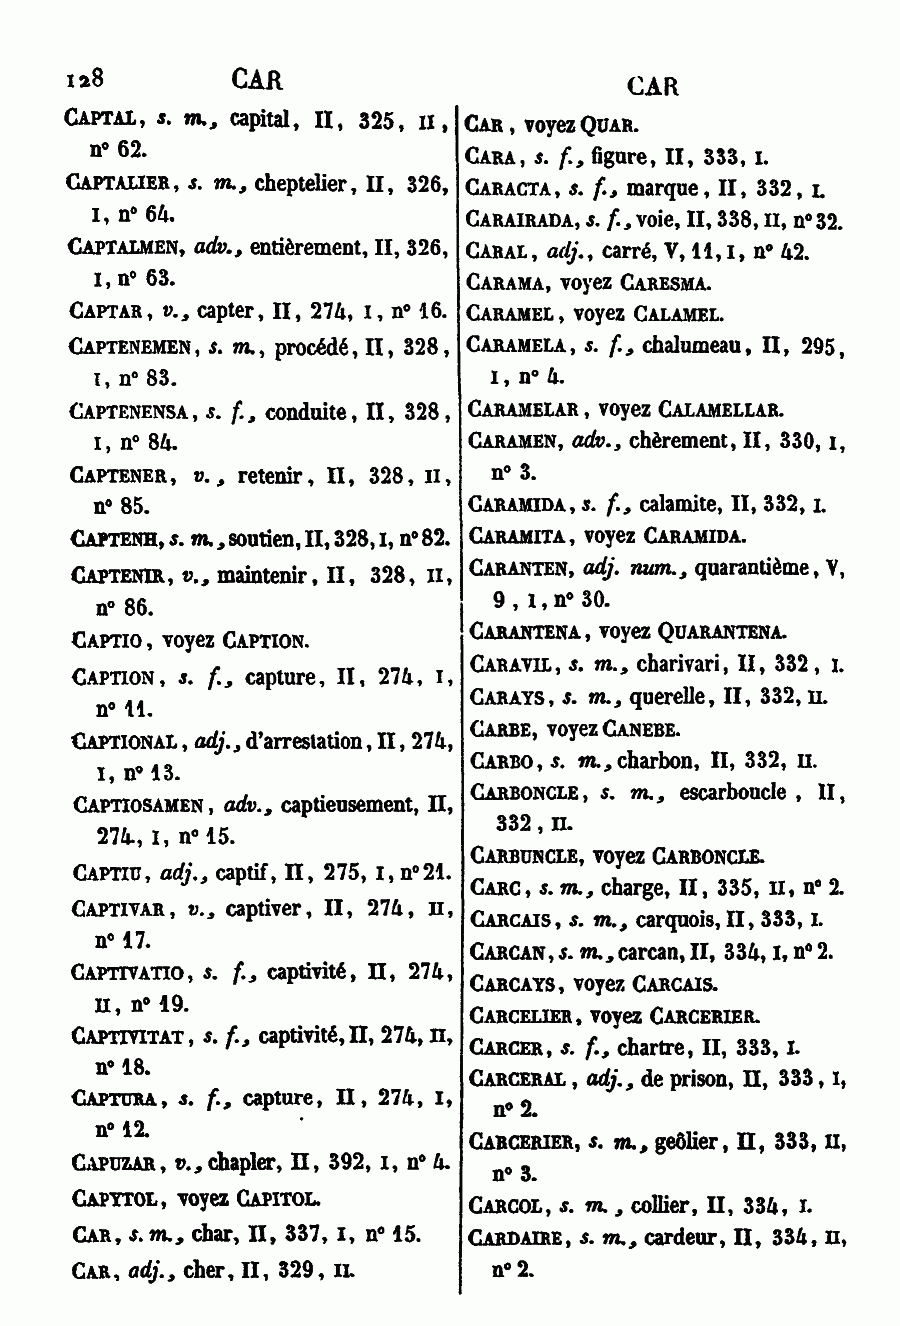 128 CAR
CAPTAL, s. m., capital, II, 325, II,
nº 62.
CAPTALIER, s. m., cheptelier, II, 326,
I, nº 64.
CAPTALMEN, adv., entièrement, II, 326,
I, nº 63.
CAPTAR, v., capter, II, 274, I, nº 16.
CAPTENEMEN, s. m., procédé, II, 328,
I, nº 83.
CAPTENENSA, s. f., conduite, II, 328,
I, nº 84.
CAPTENER, v., retenir, II, 328, II,
nº 85.
CAPTENH, s. m., soutien, II, 328, I, nº 82.
CAPTENIR, v., maintenir, II, 328, II,
nº 86.
CAPTIO, voyez CAPTION.
CAPTION, s. f., capture, II, 274, I,
nº 11.
CAPTIONAL, adj., d'arrestation, II, 274,
I, nº 13.
CAPTIOSAMEN, adv., captieusement, II,
274, I, nº 15.
CAPTIU, adj., captif, II, 275, I, nº 21.
CAPTIVAR, v., captiver, II, 274, II,
nº 17.
CAPTIVATIO, s. f., captivité, II, 274,
II, nº 19.
CAPTIVITAT, s. f., captivité, II, 274, II,
nº 18.
CAPTURA, s. f., capture, II, 274, I,
nº 12.
CAPUZAR, v., chapler, II, 392, I, nº 4.
CAPYTOL, voyez CAPITOL.
CAR, s. m., char, II, 337, I, nº 15.
CAR, adj., cher, II, 329, II.
CAR
CAR, voyez QUAR.
CARA, s. f., figure, II, 333, I.
CARACTA, s. f., marque, II, 332, I.
CARAIRADA, s. f., voie, II, 338, II, nº 32.
CARAL, adj., carré, V, 11, I, nº 42.
CARAMA, voyez CARESMA.
CARAMEL, voyez CALAMEL.
CARAMELA, s. f., chalumeau, II, 295,
I, nº 4.
CARAMELAR, voyez CALAMELLAR.
CARAMEN, adv., chèrement, II, 330, I,
nº 3.
CARAMIDA, s. f., calamite, II, 332, I.
CARAMITA, voyez CARAMIDA.
CARANTEN, adj. num., quarantième, V,
9, I, nº 30.
CARANTENA, voyez QUARANTENA.
CARAVIL, s. m., charivari, II, 332, I.
CARAYS, s. m., querelle, II, 332, II.
CARBE, voyez CANEBE.
CARBO, s. m., charbon, II, 332, II.
CARBONCLE, s. m., escarboucle, II,
332, II.
CARBUNCLE, voyez CARBONCLE.
CARC, s. m., charge, II, 335, II, nº 2.
CARCAIS, s. m., carquois, II, 333, I.
CARCAN, s. m., carcan, II, 334, I, nº 2.
CARCAYS, voyez CARCAIS.
CARCELIER, voyez CARCERIER.
CARCER, s. f., chartre, II, 333, I.
CARCERAL, adj., de prison, II, 333, I,
nº 2.
CARCERIER, s. m., geôlier, II, 333, II,
nº 3.
CARCOL, s. m., collier, II, 334, I.
CARDAIRE, s. m., cardeur, II, 334, II,
nº 2.